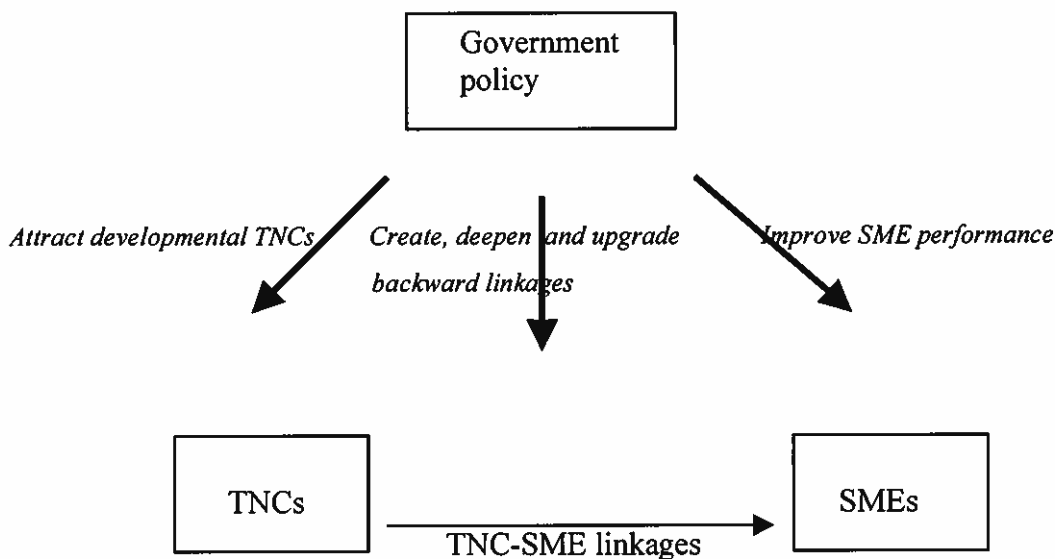 Government
policy
Attract developmental TNCs
Create, deepen and upgrade
backward linkages
Improve SME performance
TNCs
SMEs
TNC-SME linkages